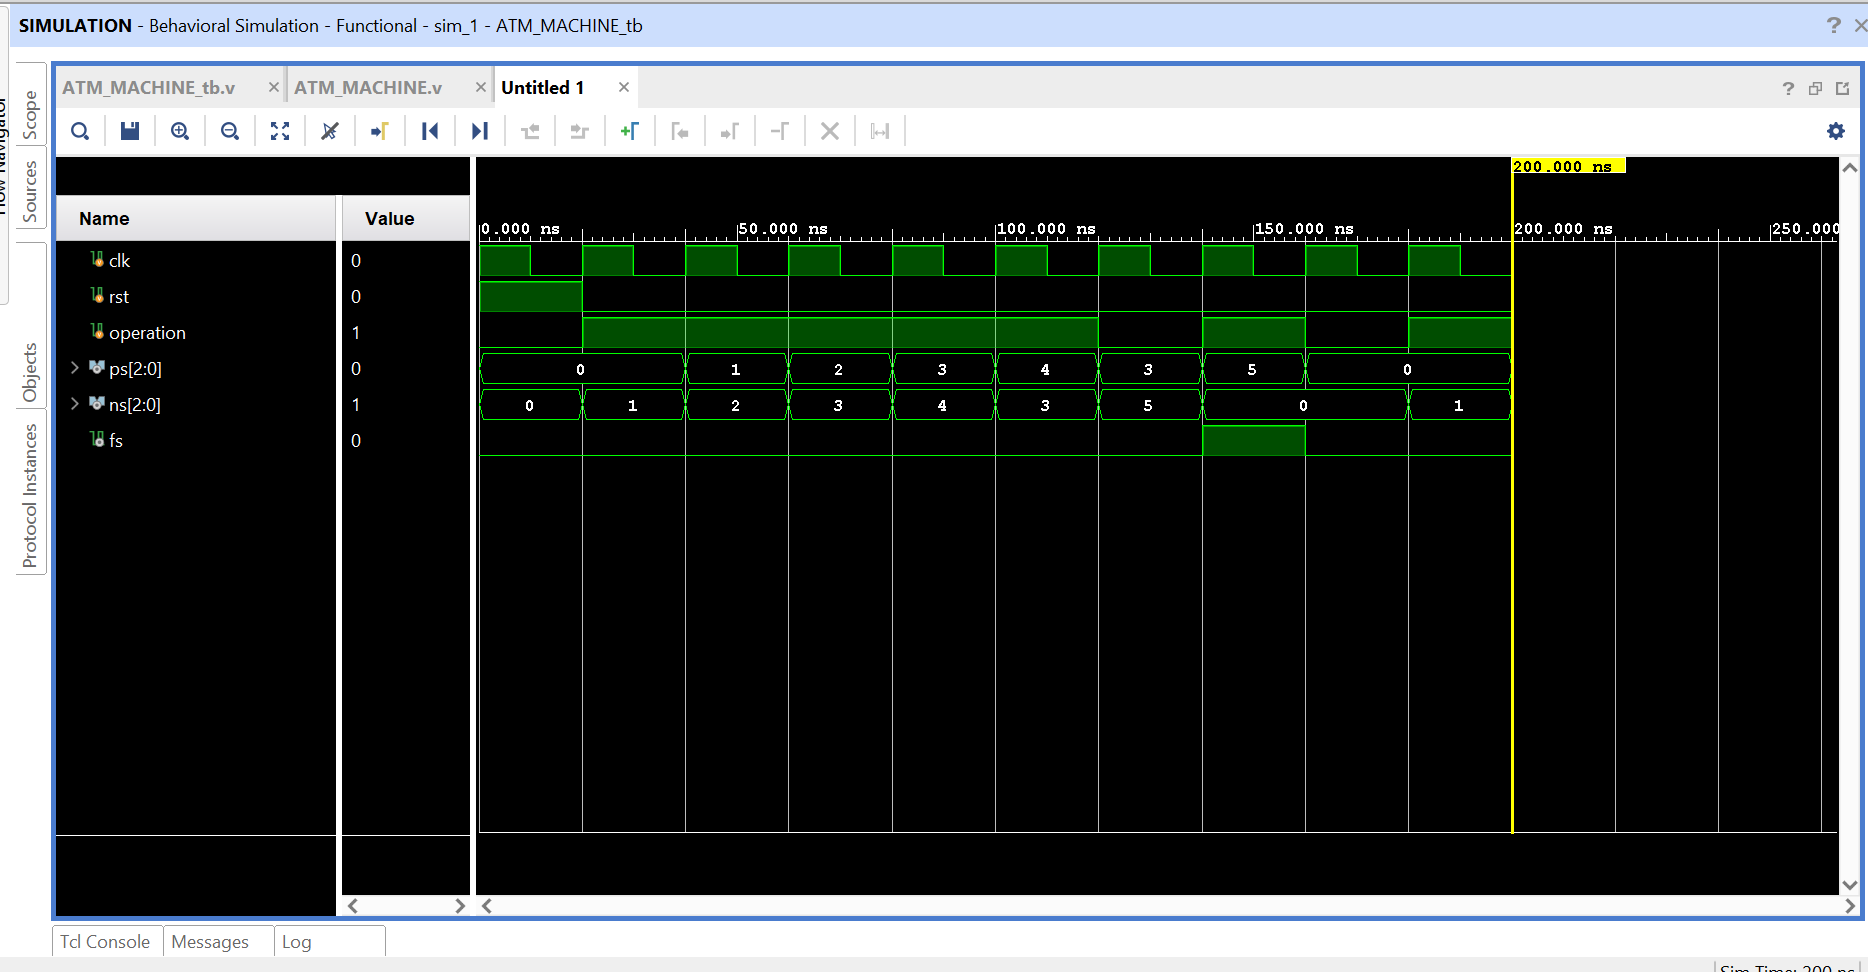 SIMULATION - Behavioral Simulation - Functional - sim_1 - ATM_MACHINE_tb
?
ATM_MACHINE_tb.v
ATM_MACHINE.v
Untitled 1
?
Scope
Sources
Objects
Protocol Instances
200.000 ns
Name
Value
0.000 ns
50.000 ns
100.000 ns
150.000 ns
200.000 ns
250.000
clk 0
rst 0
operation 1
ps[2:0] 0 0 1 2 3 4 3 5 0
ns[2:0] 1 0 1 2 3 4 3 5 0 1
fs 0
Tcl Console
Messages
Log
Sim Time: 200 ns